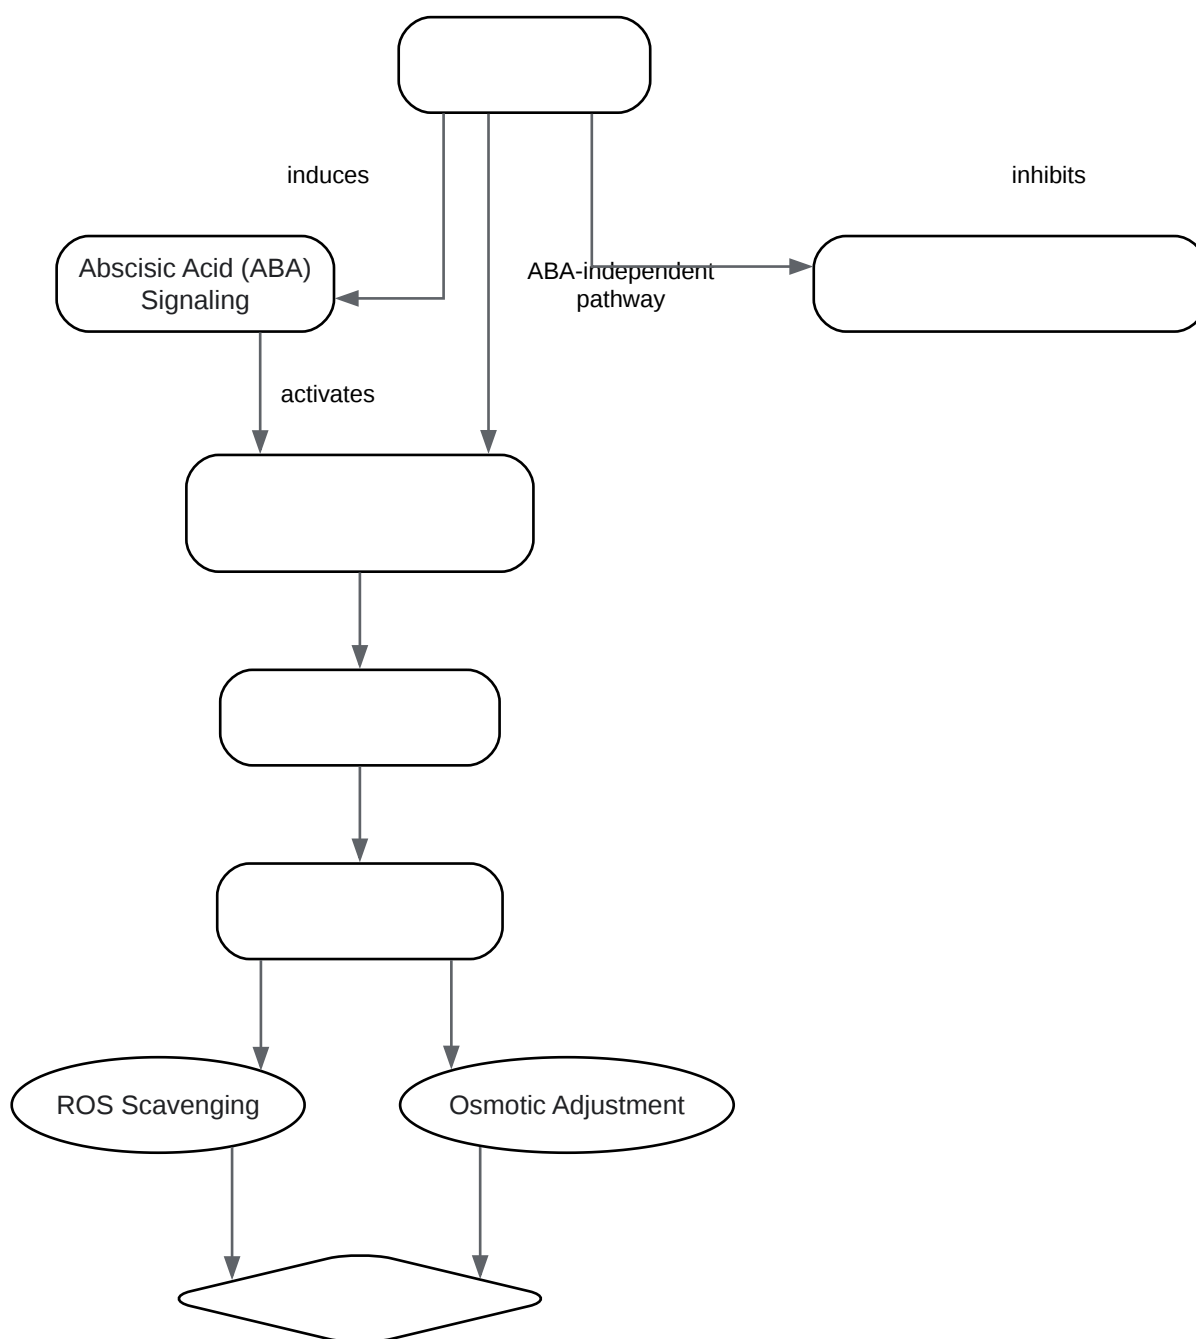 induces
inhibits
Abscisic Acid (ABA)
Signaling
ABA-independent
pathway
activates
ROS Scavenging
Osmotic Adjustment